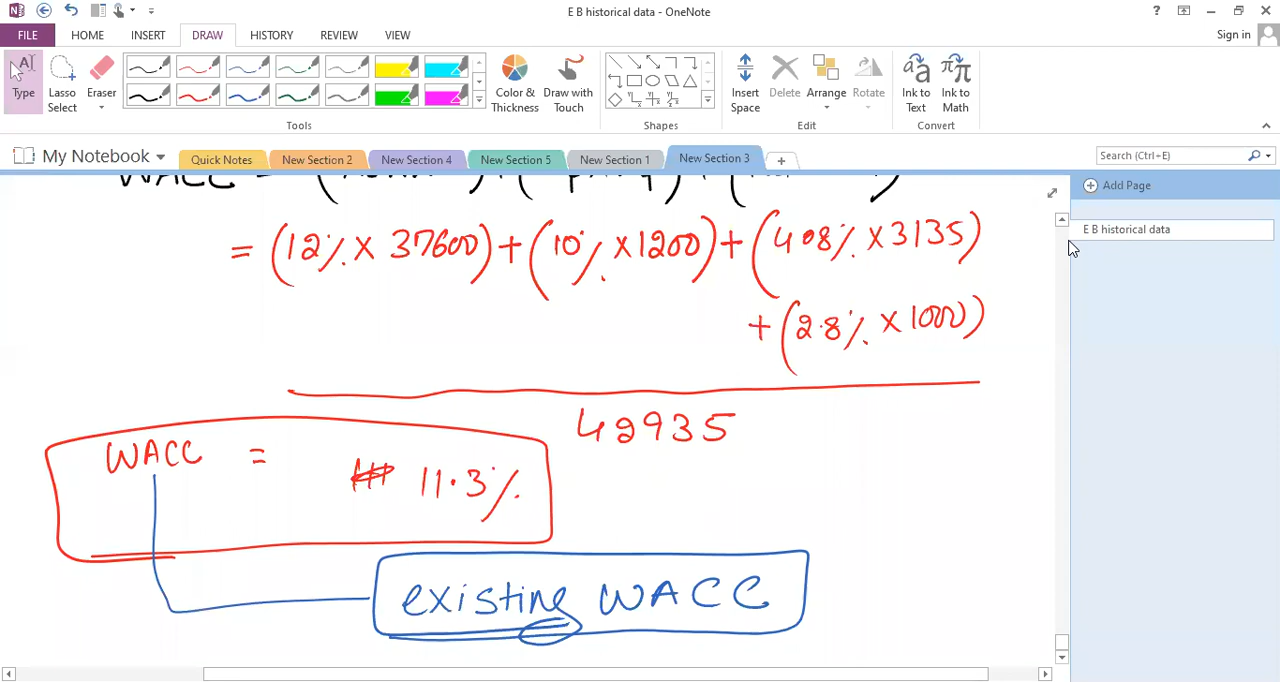 E B historical data - OneNote
Sign in
FILE HOME INSERT DRAW HISTORY REVIEW VIEW
Type
Lasso Select
Eraser
Color & Thickness
Draw with Touch
Insert Space
Delete
Arrange
Rotate
Ink to Text
Ink to Math
Tools
Shapes
Edit
Convert
My Notebook
Quick Notes
New Section 2
New Section 4
New Section 5
New Section 1
New Section 3
Search (Ctrl+E)
Add Page
E B historical data
WACC =
= (12% X 37600) + (10% X 1200) + (4.8% X 3135)
+ (2.8% X 1000)
42935
WACC = 11.3%
existing WACC